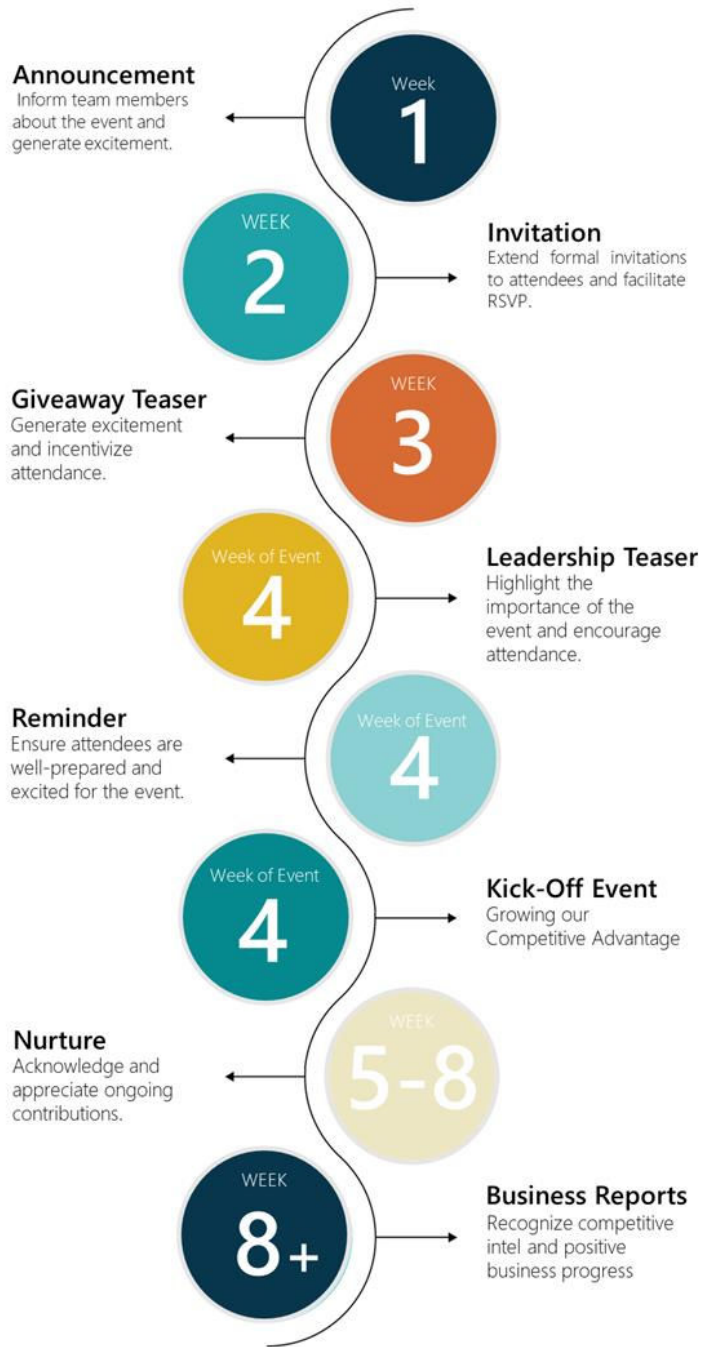 Week
1
Announcement
Inform team members
about the event and
generate excitement.
WEEK
2
Invitation
Extend formal invitations
to attendees and facilitate
RSVP.
WEEK
3
Giveaway Teaser
Generate excitement
and incentivize
attendance.
Week of Event
4
Leadership Teaser
Highlight the
importance of the
event and encourage
attendance.
Week of Event
4
Reminder
Ensure attendees are
well-prepared and
excited for the event.
Week of Event
4
Kick-Off Event
Growing our
Competitive Advantage
WEEK
5-8
Nurture
Acknowledge and
appreciate ongoing
contributions.
WEEK
8+
Business Reports
Recognize competitive
intel and positive
business progress